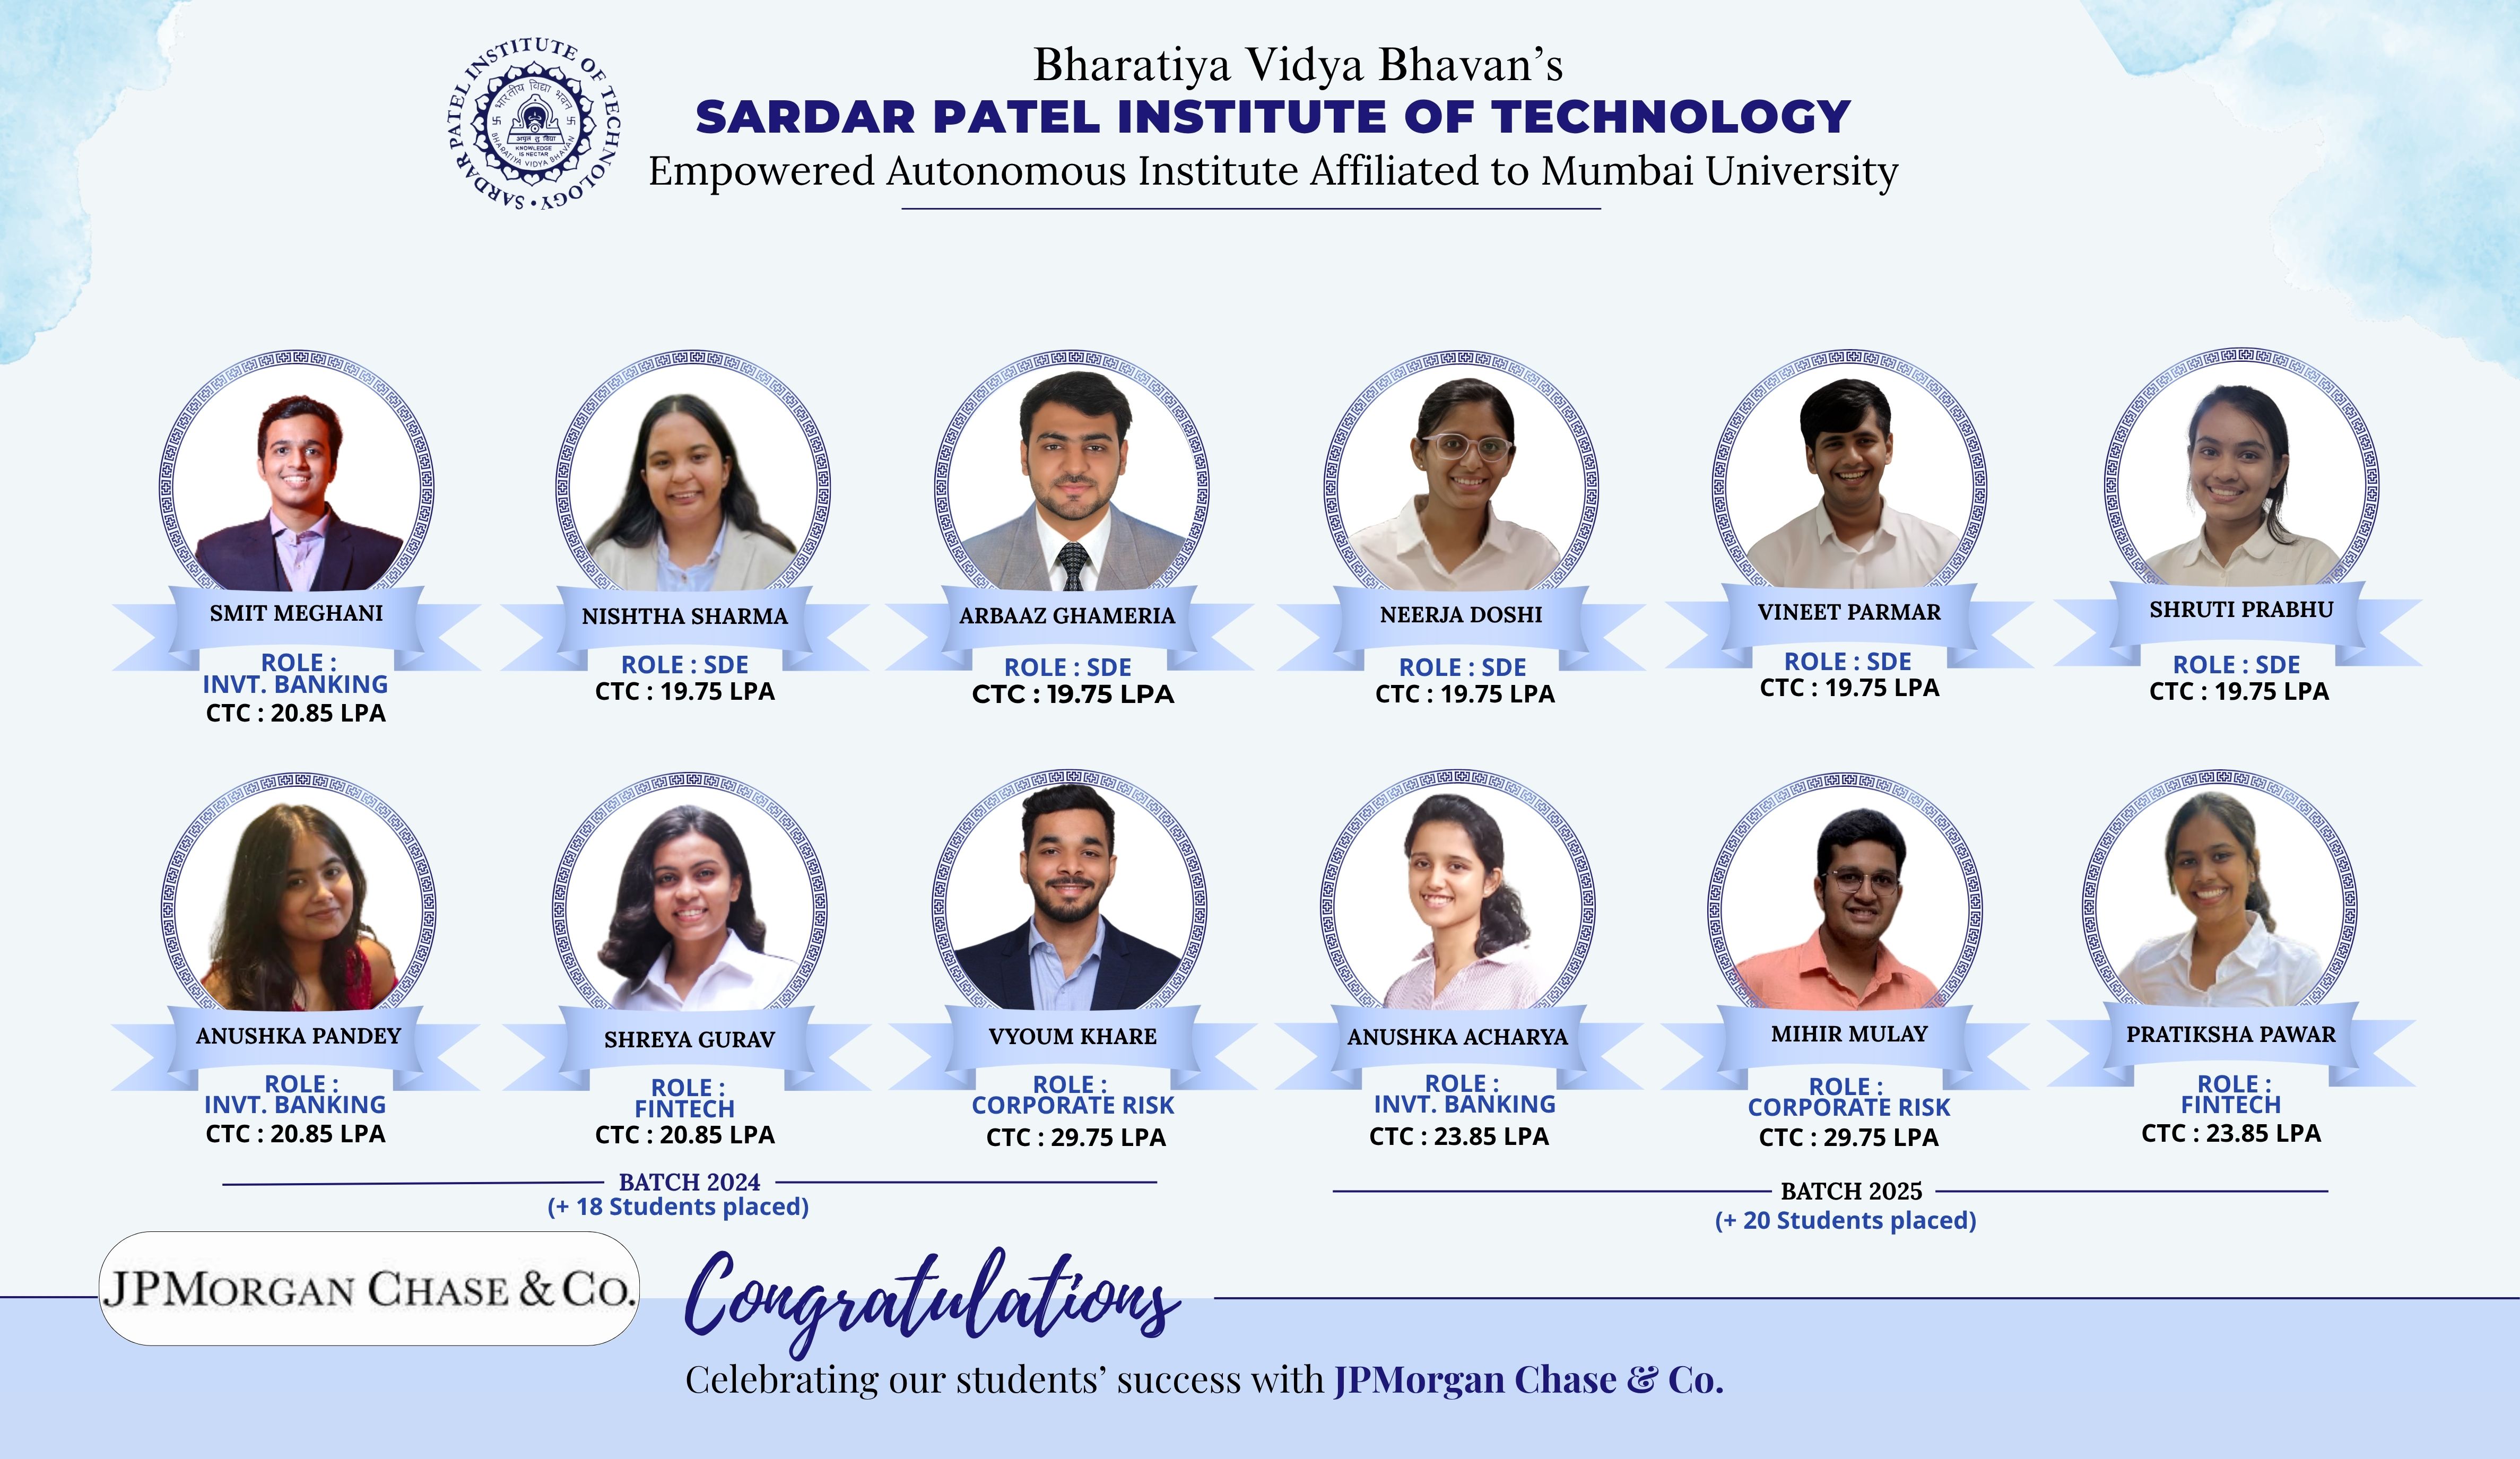 SARDAR PATEL INSTITUTE OF TECHNOLOGY •
भारतीय विद्या भवन
अमृतं तु विद्या
KNOWLEDGE
IS NECTAR
BHARATIYA VIDYA BHAVAN
Bharatiya Vidya Bhavan’s
SARDAR PATEL INSTITUTE OF TECHNOLOGY
Empowered Autonomous Institute Affiliated to Mumbai University
SMIT MEGHANI
ROLE :
INVT. BANKING
CTC : 20.85 LPA
NISHTHA SHARMA
ROLE : SDE
CTC : 19.75 LPA
ARBAAZ GHAMERIA
ROLE : SDE
CTC : 19.75 LPA
NEERJA DOSHI
ROLE : SDE
CTC : 19.75 LPA
VINEET PARMAR
ROLE : SDE
CTC : 19.75 LPA
SHRUTI PRABHU
ROLE : SDE
CTC : 19.75 LPA
ANUSHKA PANDEY
ROLE :
INVT. BANKING
CTC : 20.85 LPA
SHREYA GURAV
ROLE :
FINTECH
CTC : 20.85 LPA
VYOUM KHARE
ROLE :
CORPORATE RISK
CTC : 29.75 LPA
ANUSHKA ACHARYA
ROLE :
INVT. BANKING
CTC : 23.85 LPA
MIHIR MULAY
ROLE :
CORPORATE RISK
CTC : 29.75 LPA
PRATIKSHA PAWAR
ROLE :
FINTECH
CTC : 23.85 LPA
BATCH 2024
(+ 18 Students placed)
BATCH 2025
(+ 20 Students placed)
JPMORGAN CHASE & CO.
Congratulations
Celebrating our students’ success with JPMorgan Chase & Co.